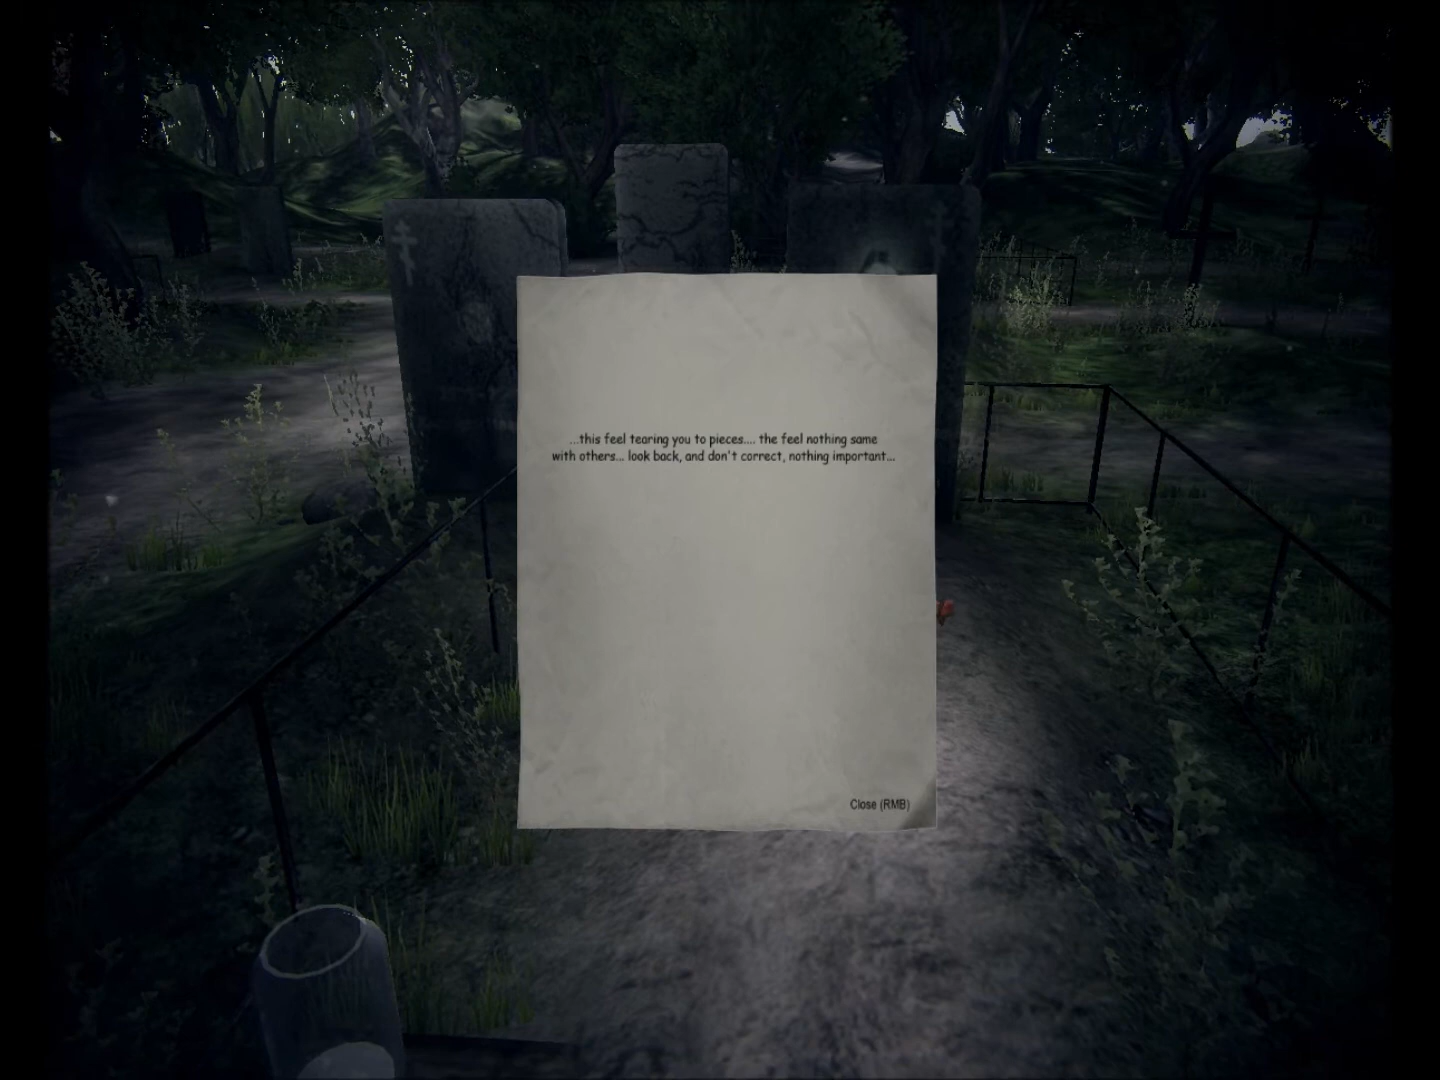 ...this feel tearing you to pieces.... the feel nothing same
with others... look back, and don't correct, nothing important...
Close (RMB)